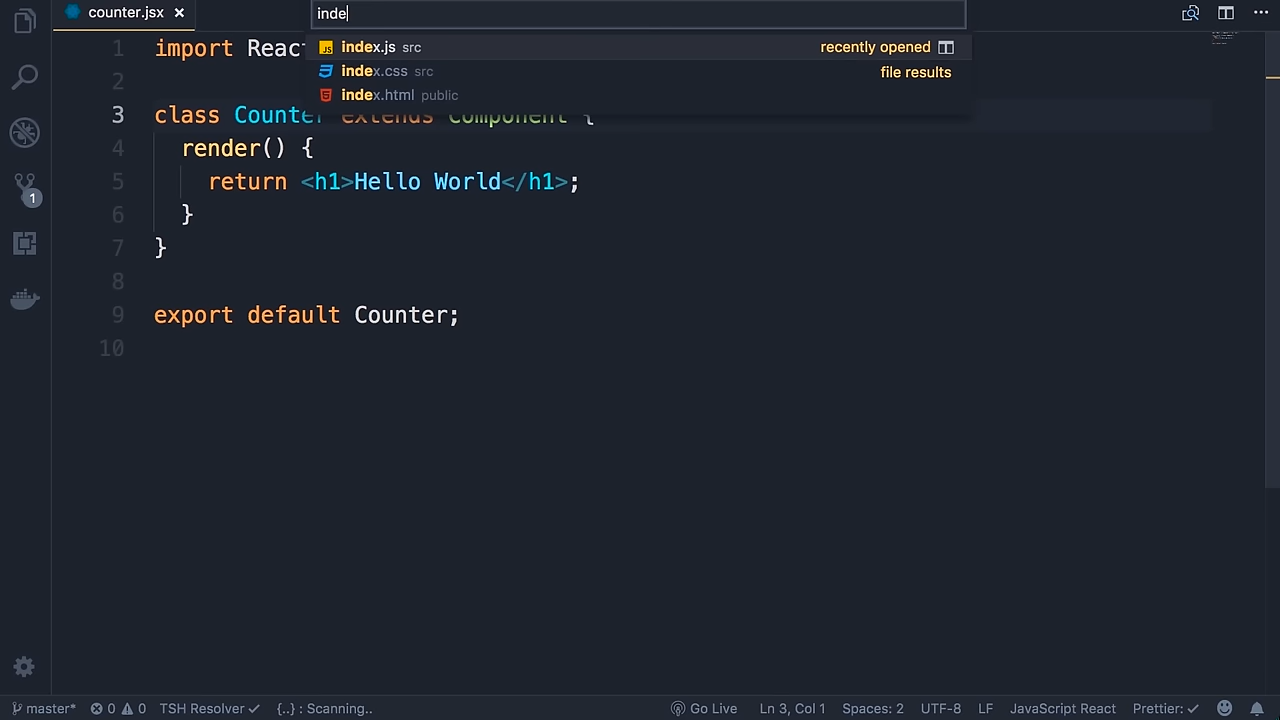 counter.jsx
inde
index.js src recently opened
index.css src file results
index.html public
1 import React
2
3 class Counter extends Component {
4 render() {
5 return <h1>Hello World</h1>;
6 }
7 }
8
9 export default Counter;
10
1
master* 0 0 TSH Resolver {..} : Scanning.. Go Live Ln 3, Col 1 Spaces: 2 UTF-8 LF JavaScript React Prettier: